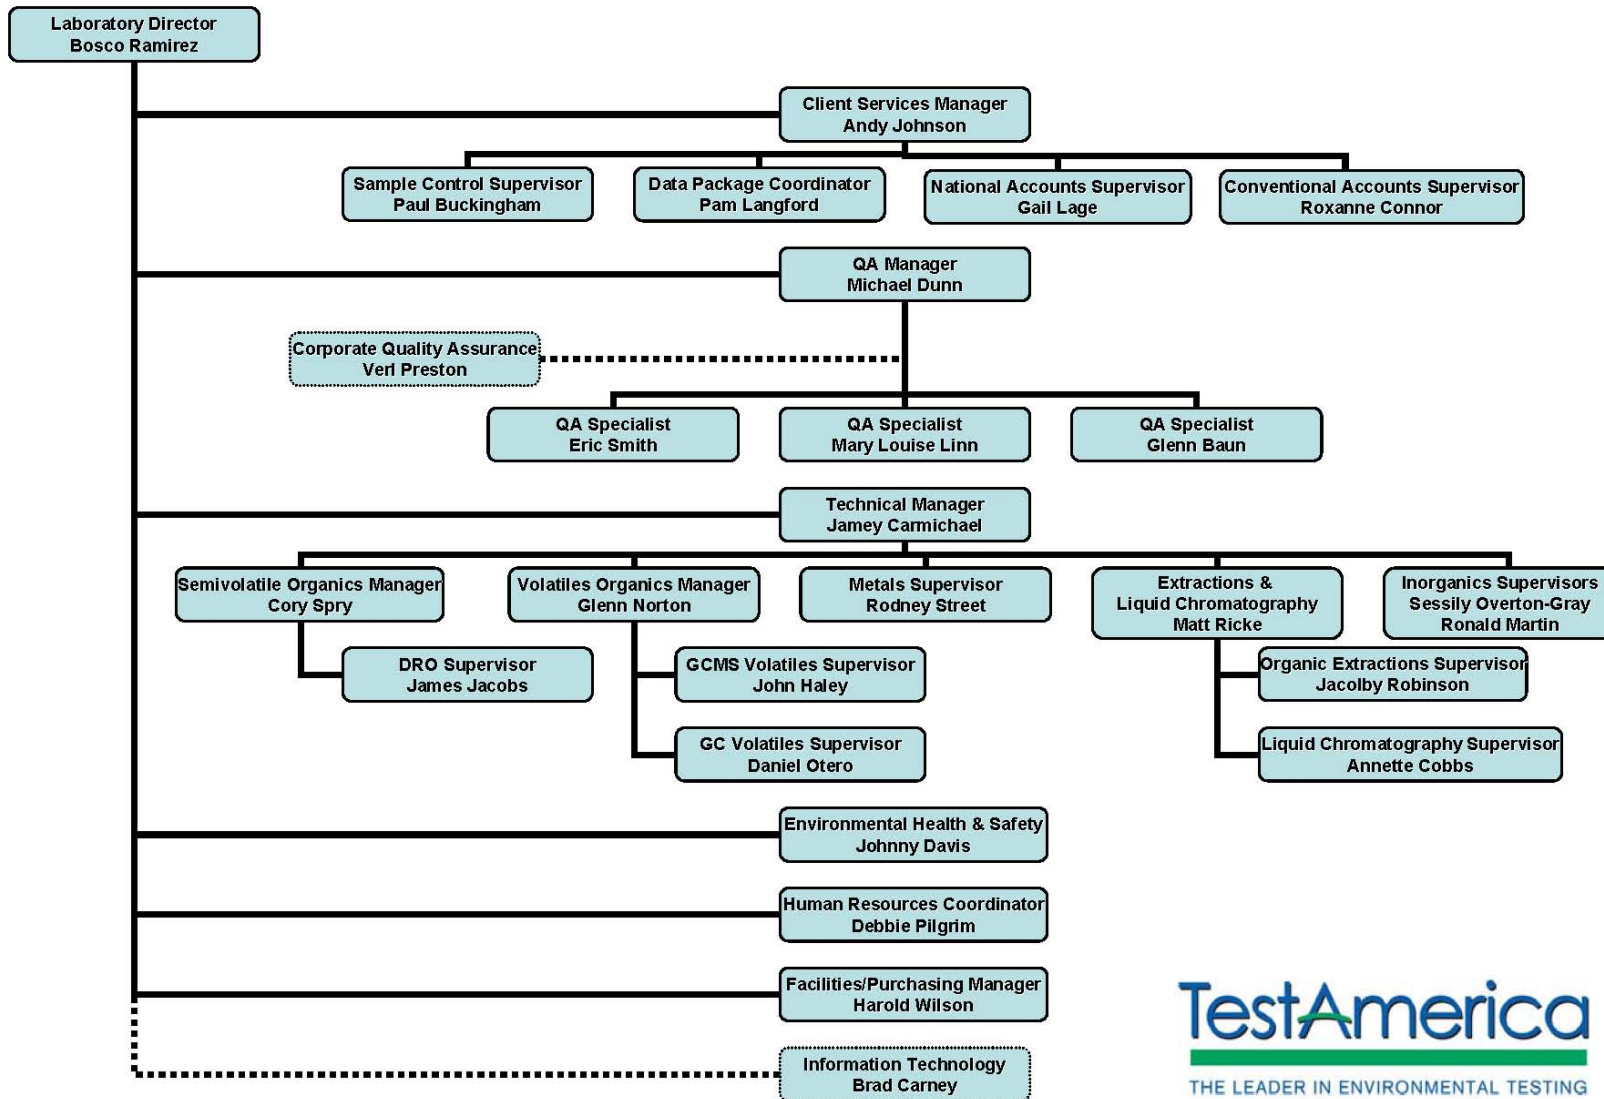 Laboratory Director
Bosco Ramirez
Client Services Manager
Andy Johnson
Sample Control Supervisor
Paul Buckingham
Data Package Coordinator
Pam Langford
National Accounts Supervisor
Gail Lage
Conventional Accounts Supervisor
Roxanne Connor
QA Manager
Michael Dunn
Corporate Quality Assurance
Verl Preston
QA Specialist
Eric Smith
QA Specialist
Mary Louise Linn
QA Specialist
Glenn Baun
Technical Manager
Jamey Carmichael
Semivolatile Organics Manager
Cory Spry
Volatiles Organics Manager
Glenn Norton
Metals Supervisor
Rodney Street
Extractions &
Liquid Chromatography
Matt Ricke
Inorganics Supervisors
Sessily Overton-Gray
Ronald Martin
DRO Supervisor
James Jacobs
GCMS Volatiles Supervisor
John Haley
Organic Extractions Supervisor
Jacolby Robinson
GC Volatiles Supervisor
Daniel Otero
Liquid Chromatography Supervisor
Annette Cobbs
Environmental Health & Safety
Johnny Davis
Human Resources Coordinator
Debbie Pilgrim
Facilities/Purchasing Manager
Harold Wilson
Information Technology
Brad Carney
TestAmerica
THE LEADER IN ENVIRONMENTAL TESTING